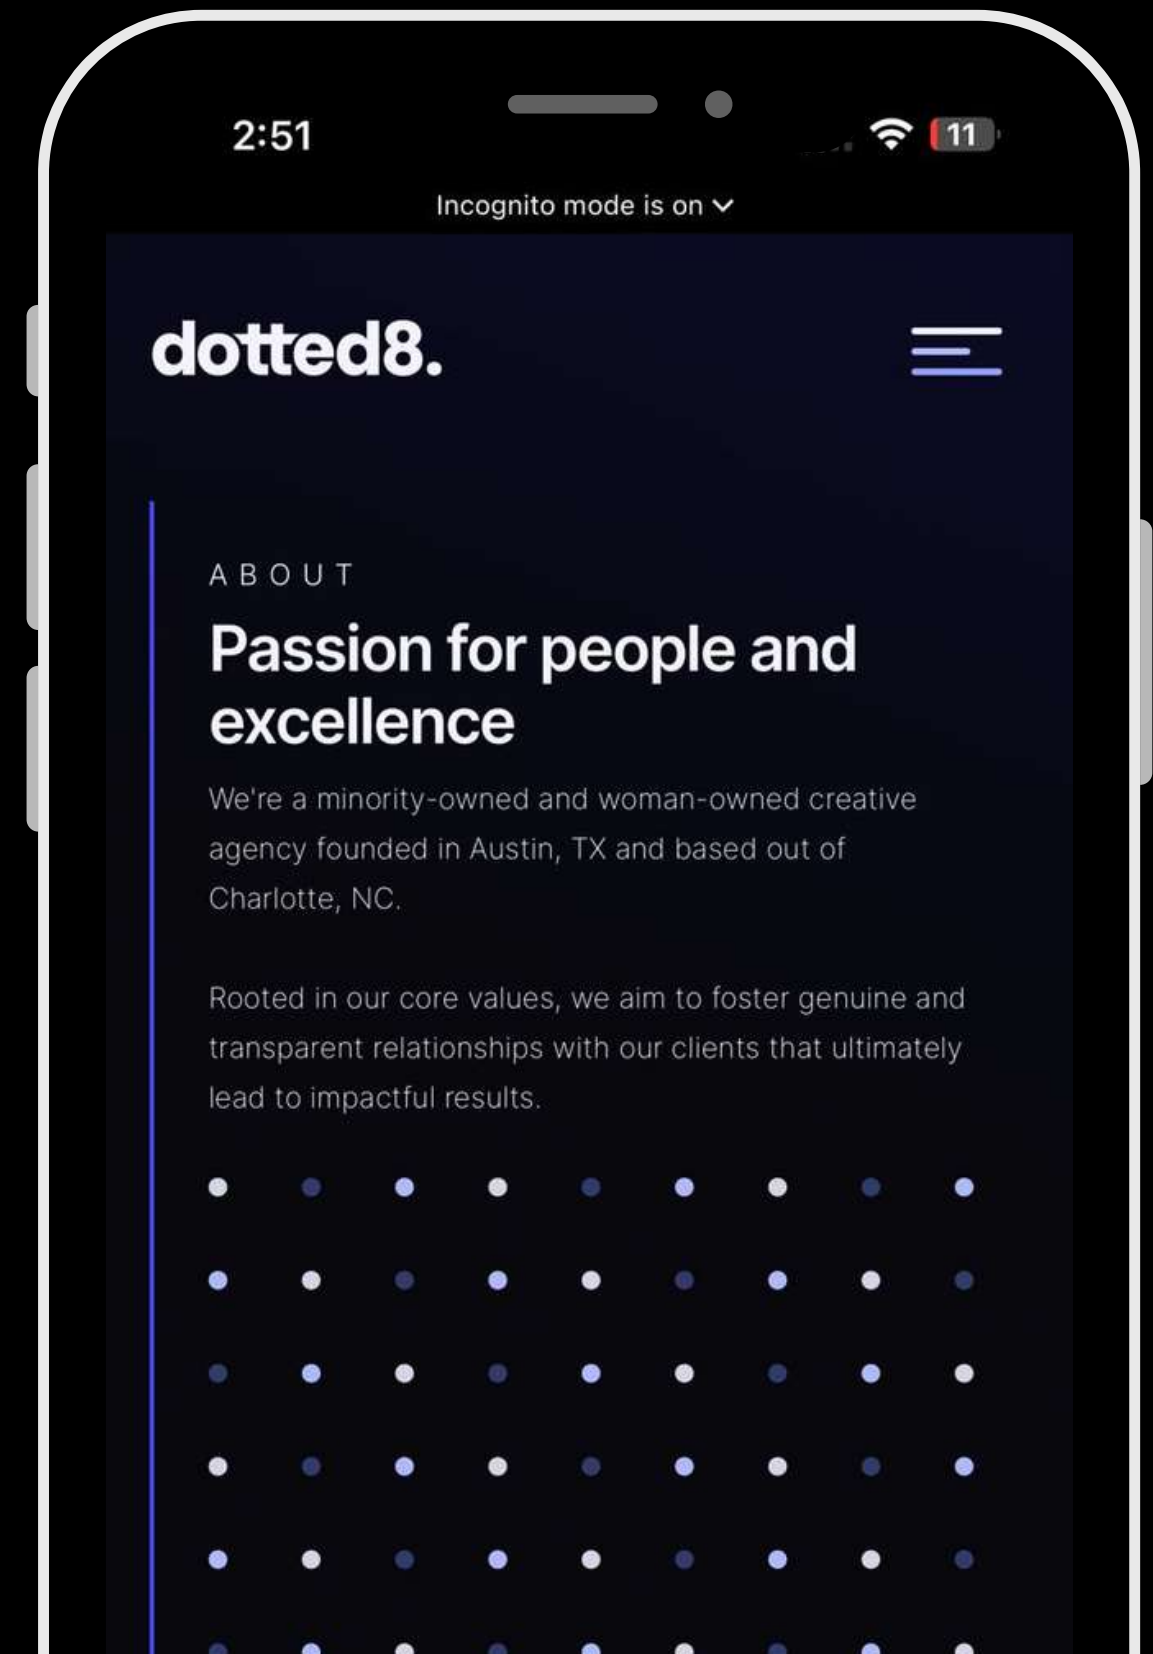 2:51
11
Incognito mode is on
dotted8.
ABOUT
Passion for people and
excellence
We're a minority-owned and woman-owned creative
agency founded in Austin, TX and based out of
Charlotte, NC.
Rooted in our core values, we aim to foster genuine and
transparent relationships with our clients that ultimately
lead to impactful results.